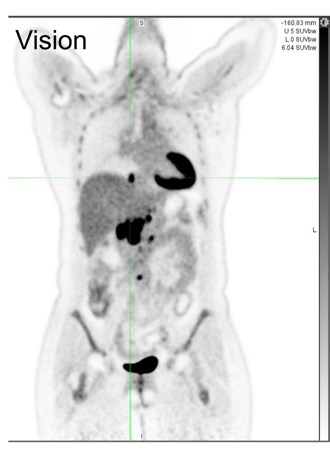 Vision
S
-160.83 mm
U 5 SUVbw
L 0 SUVbw
6.04 SUVbw
L
I